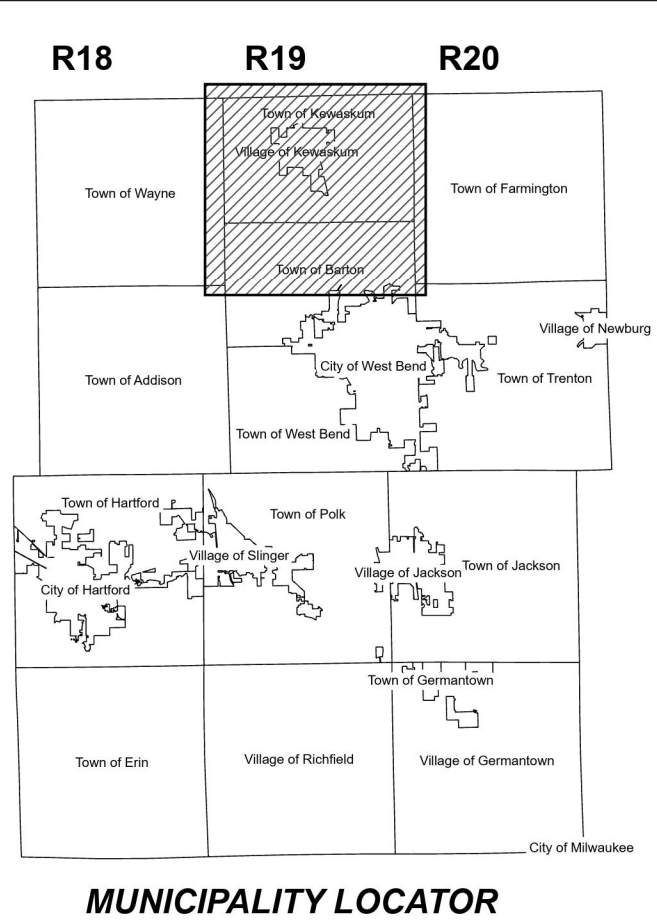 R18 R19 R20
Town of Kewaskum
Village of Kewaskum
Town of Wayne
Town of Farmington
Town of Barton
Village of Newburg
City of West Bend
Town of Addison
Town of Trenton
Town of West Bend
Town of Hartford
Town of Polk
Village of Slinger
Town of Jackson
Village of Jackson
City of Hartford
Town of Germantown
Town of Erin
Village of Richfield
Village of Germantown
City of Milwaukee
MUNICIPALITY LOCATOR